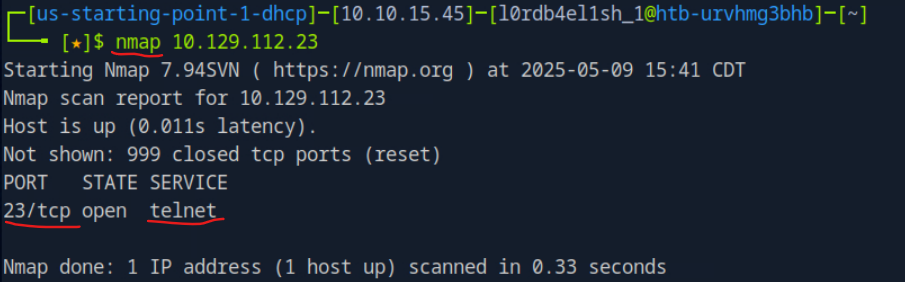 [us-starting-point-1-dhcp]─[10.10.15.45]─[l0rdb4el1sh_1@htb-urvhmg3bhb]─[~]
[★]$ nmap 10.129.112.23
Starting Nmap 7.94SVN ( https://nmap.org ) at 2025-05-09 15:41 CDT
Nmap scan report for 10.129.112.23
Host is up (0.011s latency).
Not shown: 999 closed tcp ports (reset)
PORT   STATE SERVICE
23/tcp open  telnet
Nmap done: 1 IP address (1 host up) scanned in 0.33 seconds